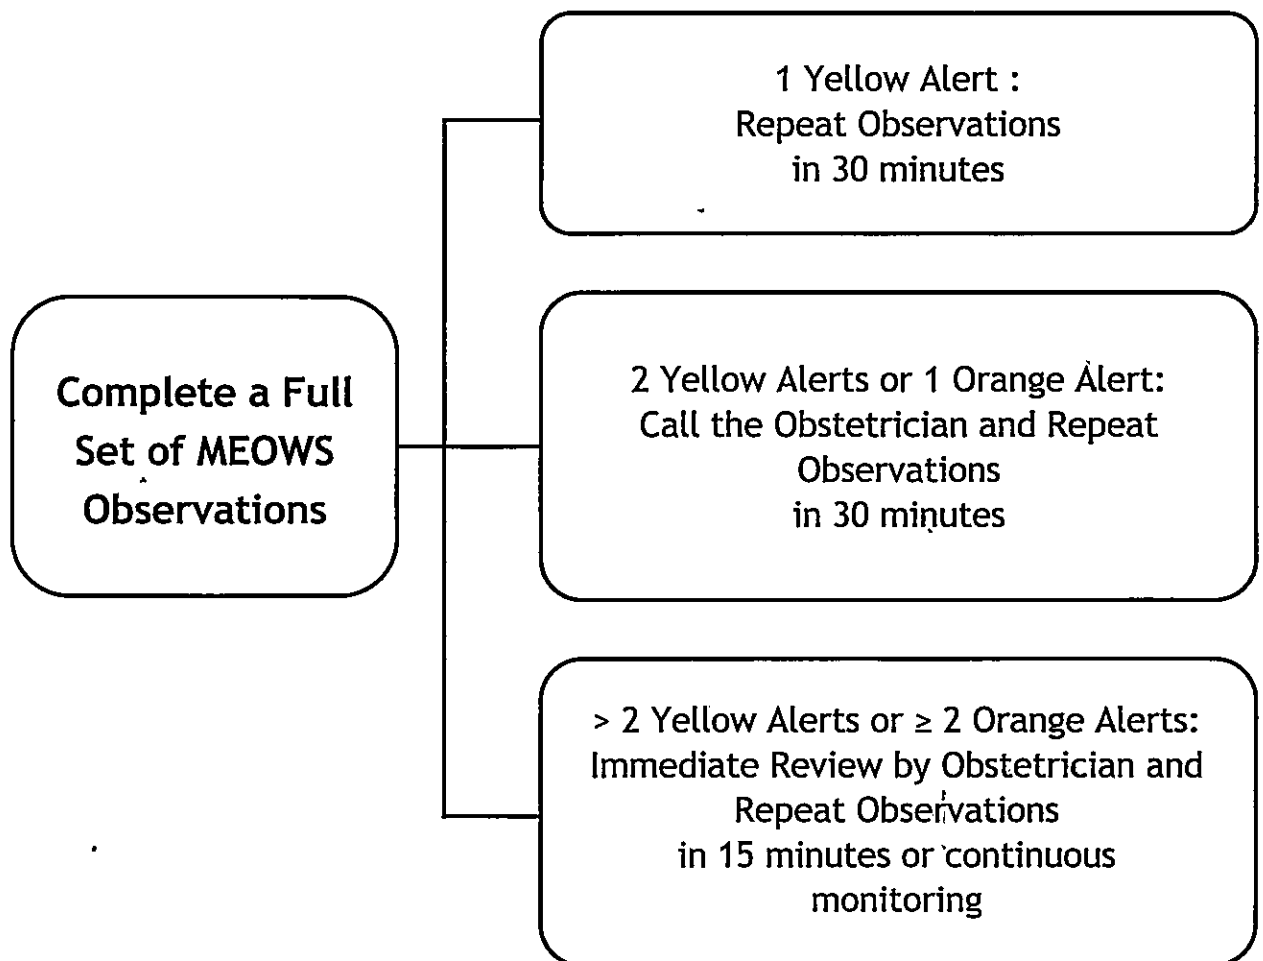 1 Yellow Alert :
Repeat Observations
in 30 minutes
Complete a Full
Set of MEOWS
Observations
2 Yellow Alerts or 1 Orange Alert:
Call the Obstetrician and Repeat
Observations
in 30 minutes
> 2 Yellow Alerts or ≥ 2 Orange Alerts:
Immediate Review by Obstetrician and
Repeat Observations
in 15 minutes or continuous
monitoring